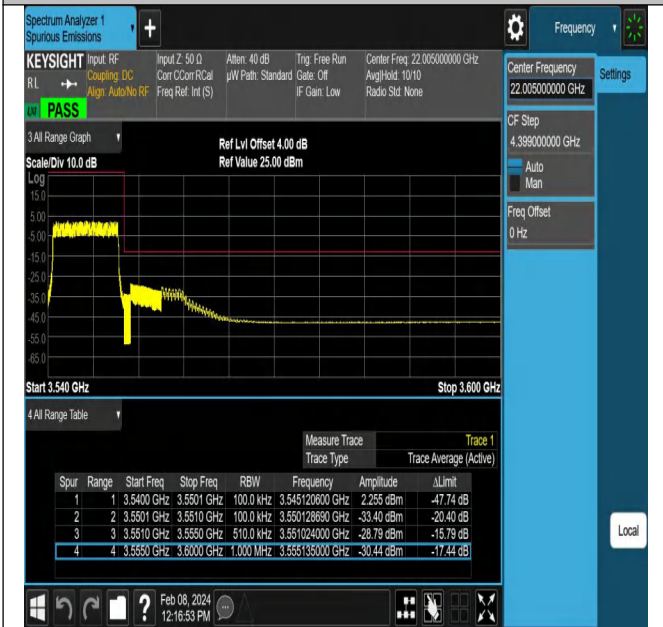 Spectrum Analyzer 1
Spurious Emissions
+
Frequency
KEYSIGHT Input: RF Input Z: 50 Ω Atten: 40 dB Trig: Free Run Center Freq: 22.005000000 GHz
RL Coupling: DC Corr CCorr RCal µW Path: Standard Gate: Off Avg|Hold: 10/10
Align: Auto/No RF Freq Ref: Int (S) IF Gain: Low Radio Std: None
LXI PASS
Center Frequency
22.005000000 GHz
Settings
CF Step
4.399000000 GHz
Auto
Man
Freq Offset
0 Hz
Local
3 All Range Graph
Ref Lvl Offset 4.00 dB
Scale/Div 10.0 dB Ref Value 25.00 dBm
Log
15.0
5.00
-5.00
-15.0
-25.0
-35.0
-45.0
-55.0
-65.0
Start 3.540 GHz Stop 3.600 GHz
4 All Range Table
Measure Trace Trace 1
Trace Type Trace Average (Active)
Spur Range Start Freq Stop Freq RBW Frequency Amplitude ΔLimit
1 1 3.5400 GHz 3.5501 GHz 100.0 kHz 3.545120600 GHz 2.255 dBm -47.74 dB
2 2 3.5501 GHz 3.5510 GHz 100.0 kHz 3.550128690 GHz -33.40 dBm -20.40 dB
3 3 3.5510 GHz 3.5550 GHz 510.0 kHz 3.551024000 GHz -28.79 dBm -15.79 dB
4 4 3.5550 GHz 3.6000 GHz 1.000 MHz 3.555135000 GHz -30.44 dBm -17.44 dB
? Feb 08, 2024
12:16:53 PM